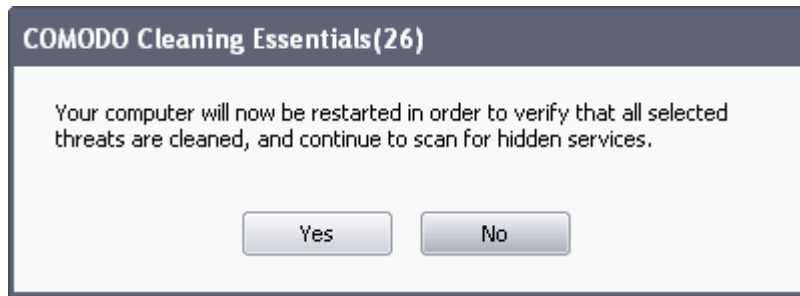 COMODO Cleaning Essentials(26)
Your computer will now be restarted in order to verify that all selected
threats are cleaned, and continue to scan for hidden services.
Yes
No